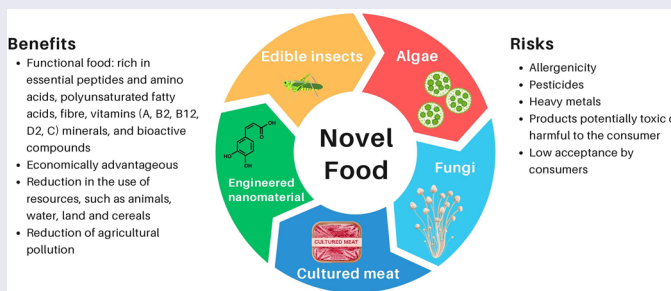 Benefits
• Functional food: rich in
essential peptides and amino
acids, polyunsaturated fatty
acids, fibre, vitamins (A, B2, B12,
D2, C) minerals, and bioactive
compounds
• Economically advantageous
• Reduction in the use of
resources, such as animals,
water, land and cereals
• Reduction of agricultural
pollution
Edible insects
Algae
Novel
Food
OH
O
HO
OH
Engineered
nanomaterial
Fungi
CULTURED MEAT
Cultured meat
Risks
• Allergenicity
• Pesticides
• Heavy metals
• Products potentially toxic o
harmful to the consumer
• Low acceptance by
consumers